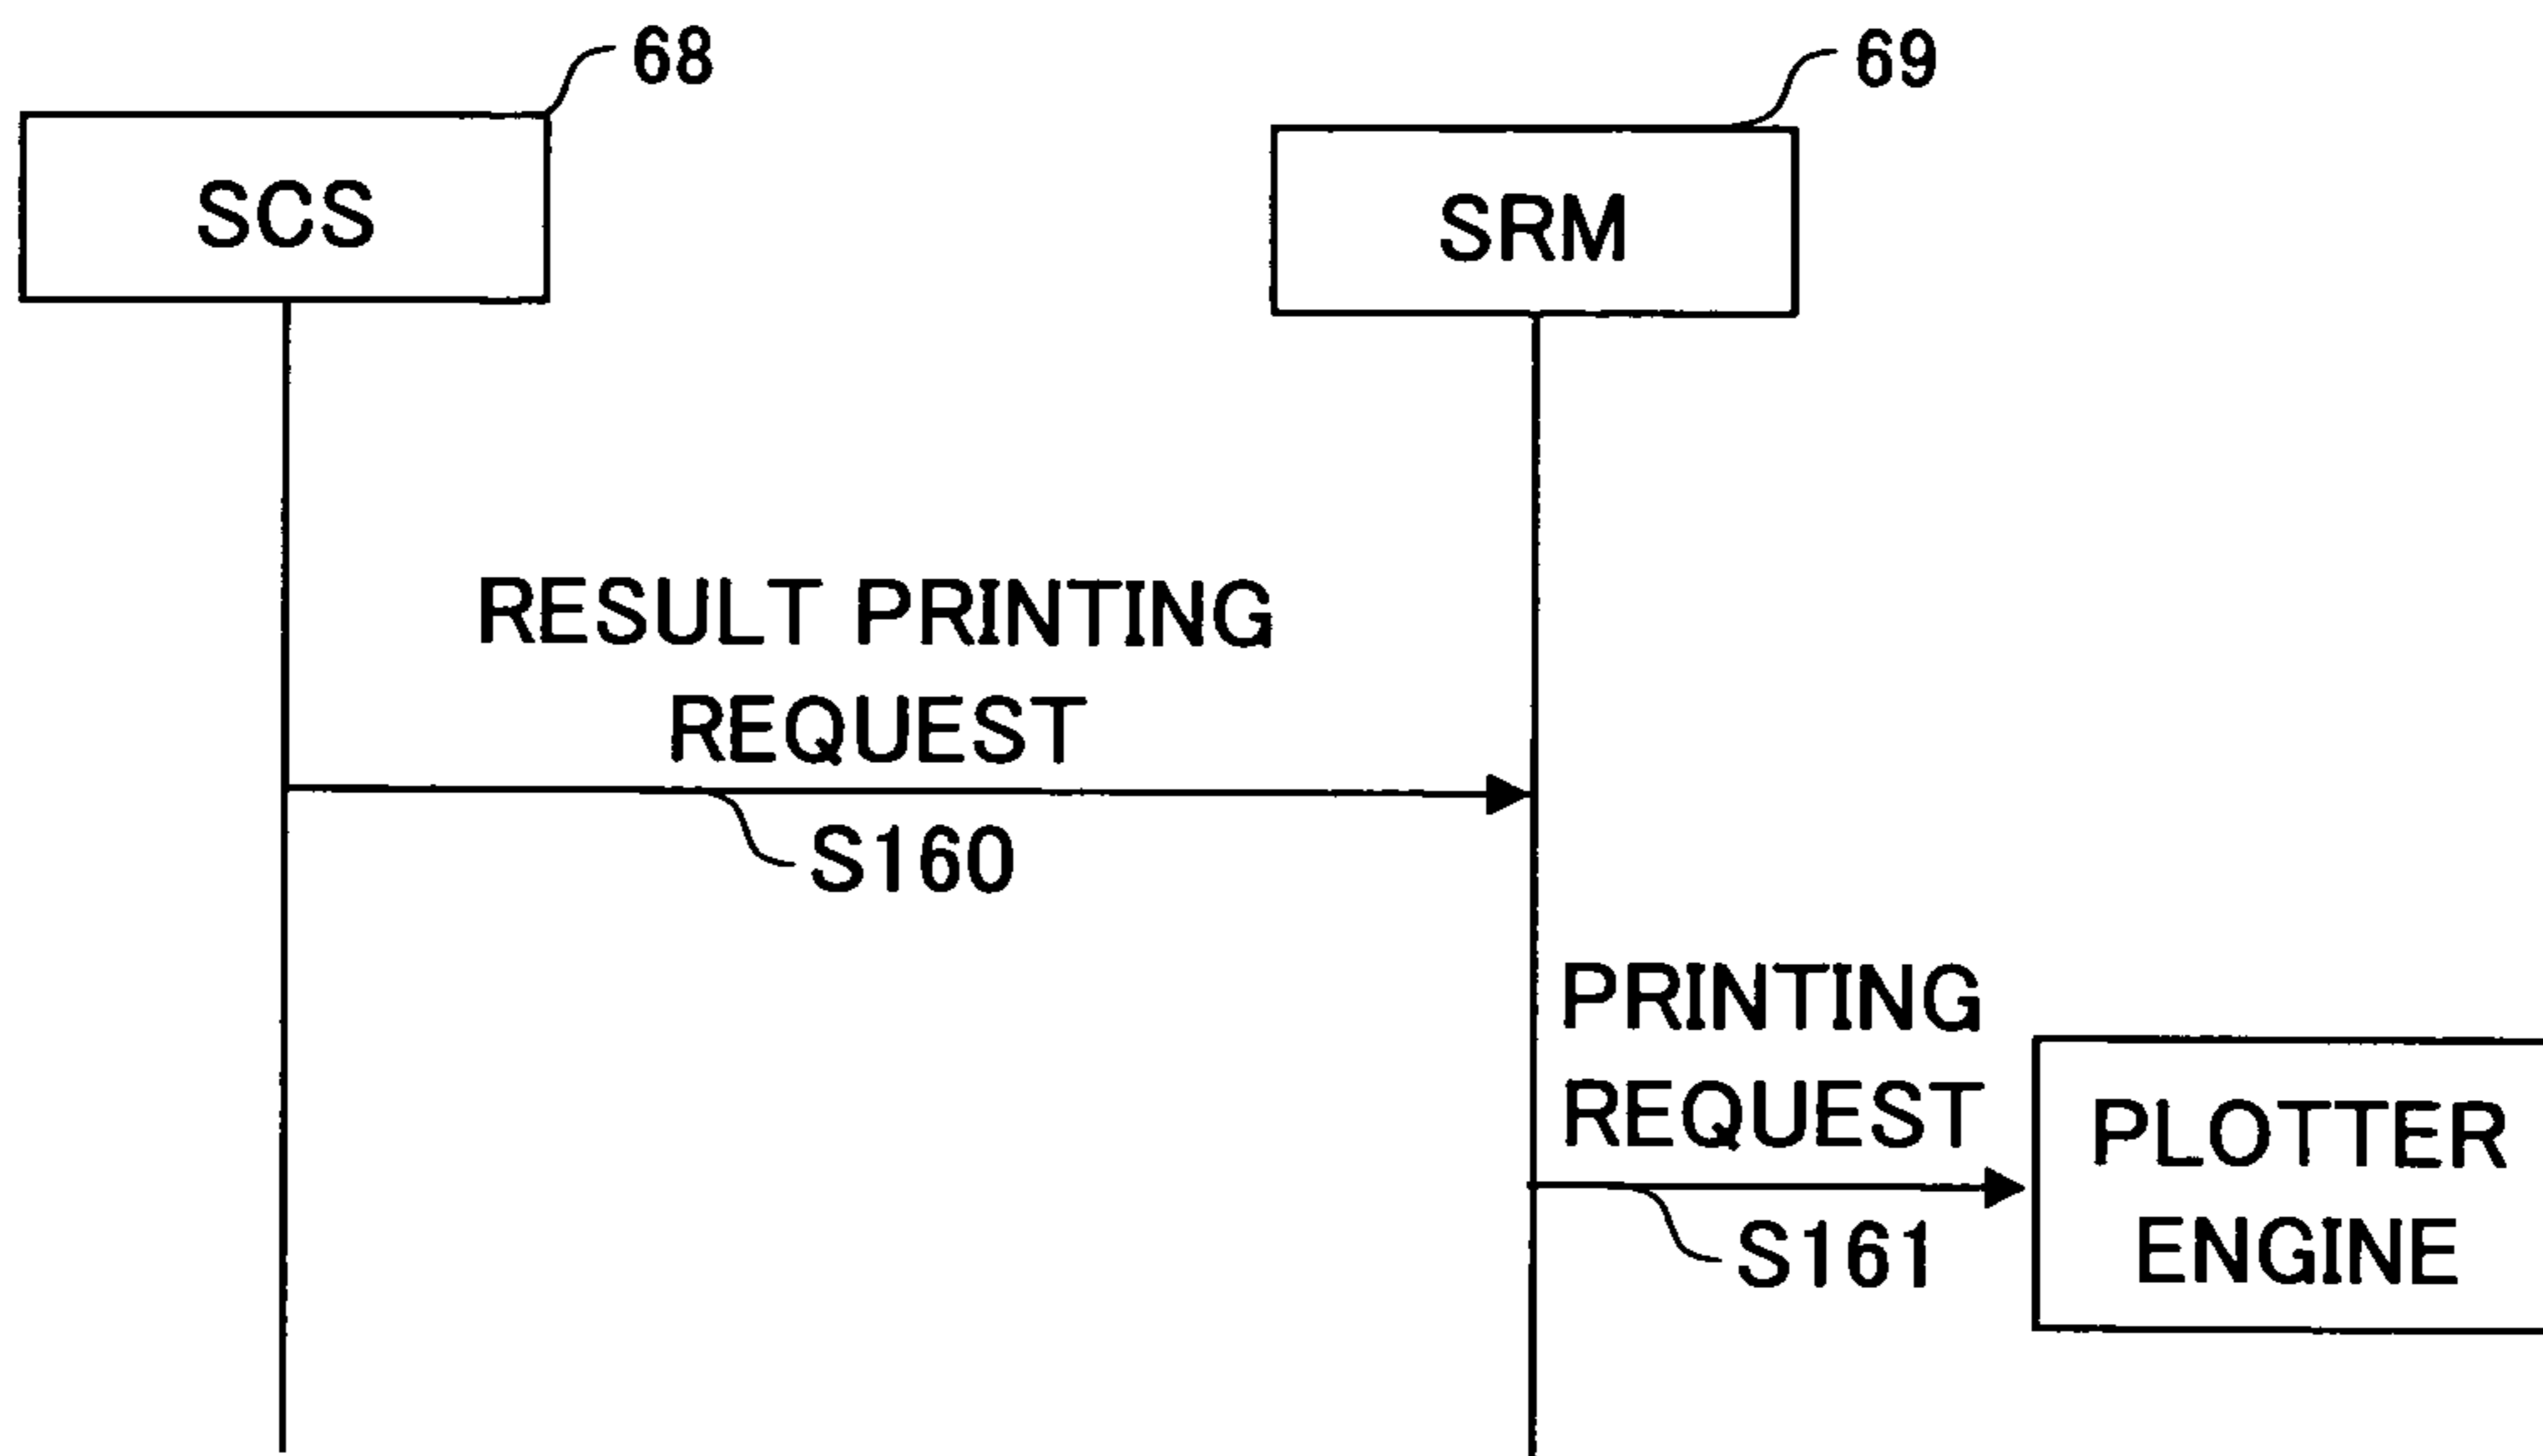 68
69
SCS
SRM
RESULT PRINTING
REQUEST
S160
PRINTING
REQUEST
S161
PLOTTER
ENGINE